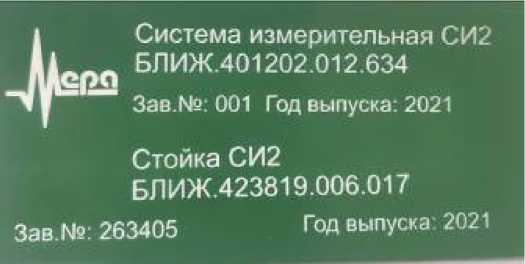 Мера
Система измерительная СИ2
БЛИЖ.401202.012.634
Зав.№: 001 Год выпуска: 2021
Стойка СИ2
БЛИЖ.423819.006.017
Зав.№: 263405 Год выпуска: 2021